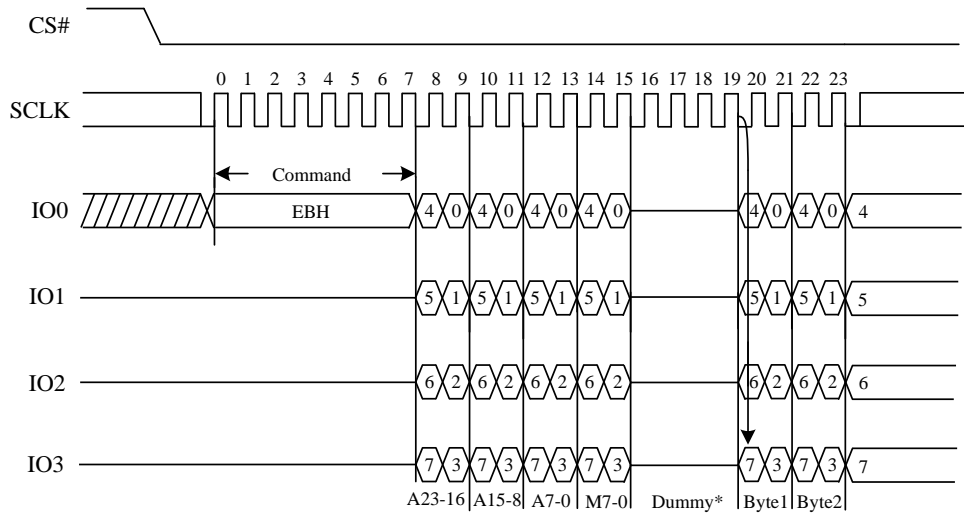 CS#
0 1 2 3 4 5 6 7 8 9 10 11 12 13 14 15 16 17 18 19 20 21 22 23
SCLK
Command
IO0 EBH 4 0 4 0 4 0 4 0 4 0 4 0 4
IO1 5 1 5 1 5 1 5 1 5 1 5 1 5
IO2 6 2 6 2 6 2 6 2 6 2 6 2 6
IO3 7 3 7 3 7 3 7 3 7 3 7 3 7
A23-16 A15-8 A7-0 M7-0 Dummy* Byte1 Byte2